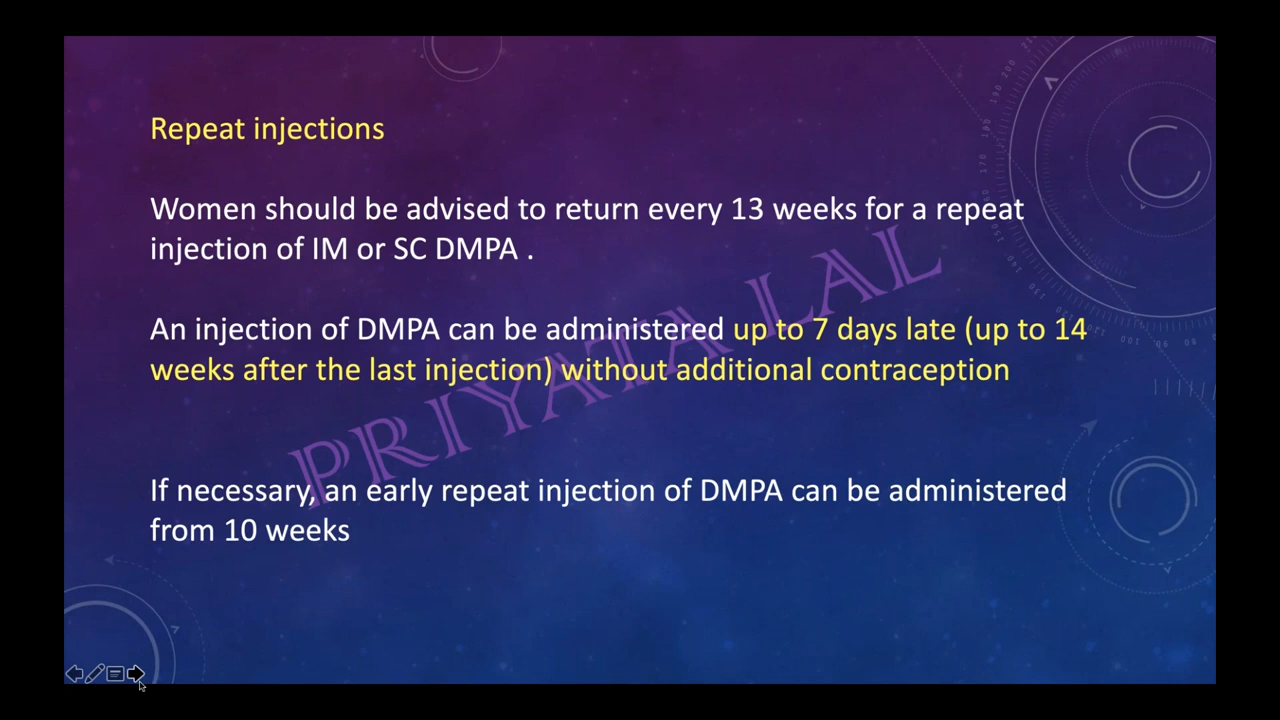 Repeat injections
Women should be advised to return every 13 weeks for a repeat
injection of IM or SC DMPA .
An injection of DMPA can be administered up to 7 days late (up to 14
weeks after the last injection) without additional contraception
If necessary, an early repeat injection of DMPA can be administered
from 10 weeks
PRIYATA LAL